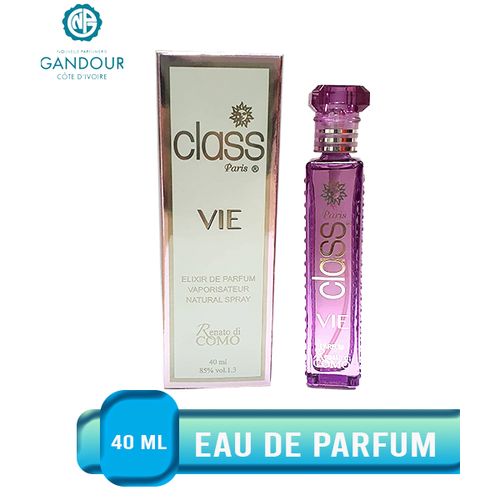 NOUVELLE PARFUMERIE
GANDOUR
CÔTE D'IVOIRE
class
Paris ®
VIE
ELIXIR DE PARFUM
VAPORISATEUR
NATURAL SPRAY
Renato di
COMO
40 ml
85% vol.1.3
Paris
class
VIE
40 ML
EAU DE PARFUM